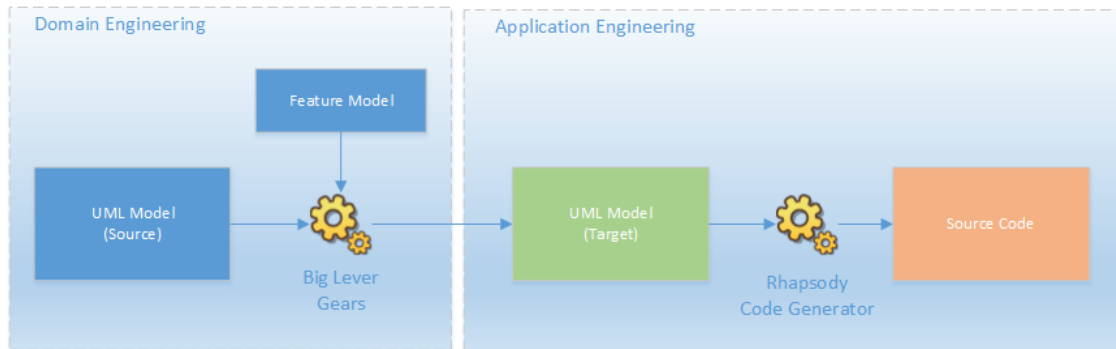 Domain Engineering
Application Engineering
Feature Model
UML Model
(Source)
UML Model
(Target)
Source Code
Big Lever
Gears
Rhapsody
Code Generator